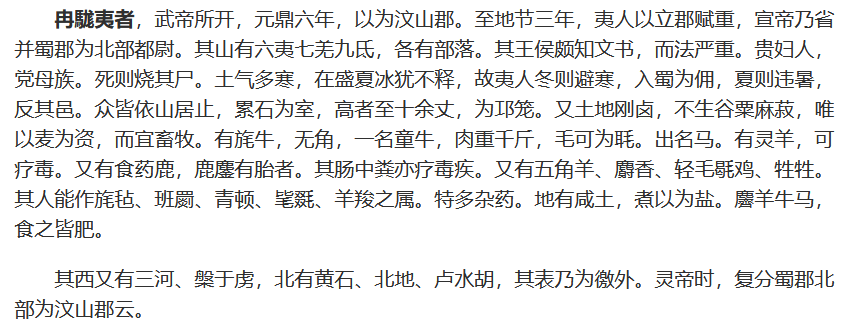 冉駹夷者，武帝所开，元鼎六年，以为汶山郡。至地节三年，夷人以立郡赋重，宣帝乃省
并蜀郡为北部都尉。其山有六夷七羌九氐，各有部落。其王侯颇知文书，而法严重。贵妇人，
党母族。死则烧其尸。土气多寒，在盛夏冰犹不释，故夷人冬则避寒，入蜀为佣，夏则违暑，
反其邑。众皆依山居止，累石为室，高者至十余丈，为邛笼。又土地刚卤，不生谷粟麻菽，唯
以麦为资，而宜畜牧。有旄牛，无角，一名童牛，肉重千斤，毛可为毦。出名马。有灵羊，可
疗毒。又有食药鹿，鹿麑有胎者。其肠中粪亦疗毒疾。又有五角羊、麝香、轻毛毼鸡、牲牲。
其人能作旄毡、班罽、青顿、毞毲、羊羧之属。特多杂药。地有咸土，煮以为盐。麡羊牛马，
食之皆肥。
其西又有三河、槃于虏，北有黄石、北地、卢水胡，其表乃为徼外。灵帝时，复分蜀郡北
部为汶山郡云。